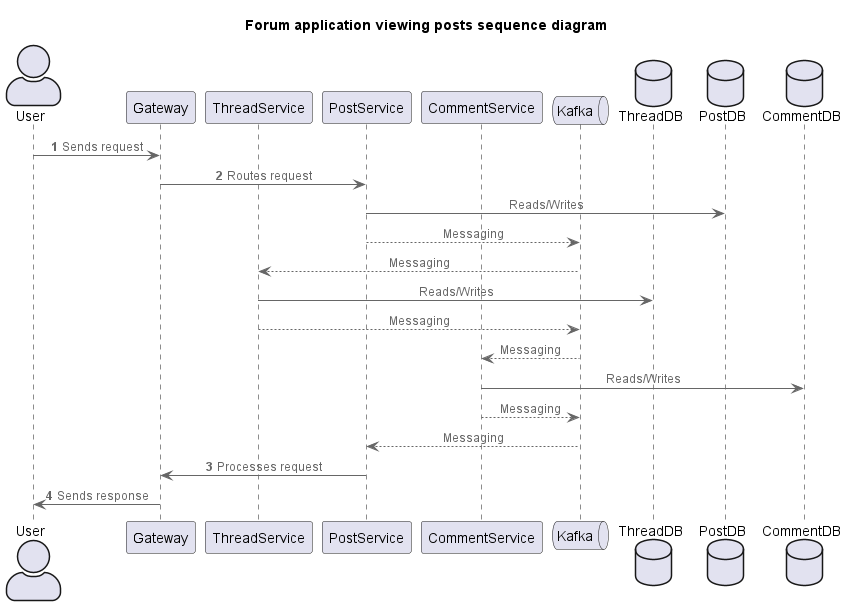 Forum application viewing posts sequence diagram
User
Gateway
ThreadService
PostService
CommentService
Kafka
ThreadDB
PostDB
CommentDB
1 Sends request
2 Routes request
Reads/Writes
Messaging
Messaging
Reads/Writes
Messaging
Messaging
Reads/Writes
Messaging
Messaging
3 Processes request
4 Sends response
User
Gateway
ThreadService
PostService
CommentService
Kafka
ThreadDB
PostDB
CommentDB